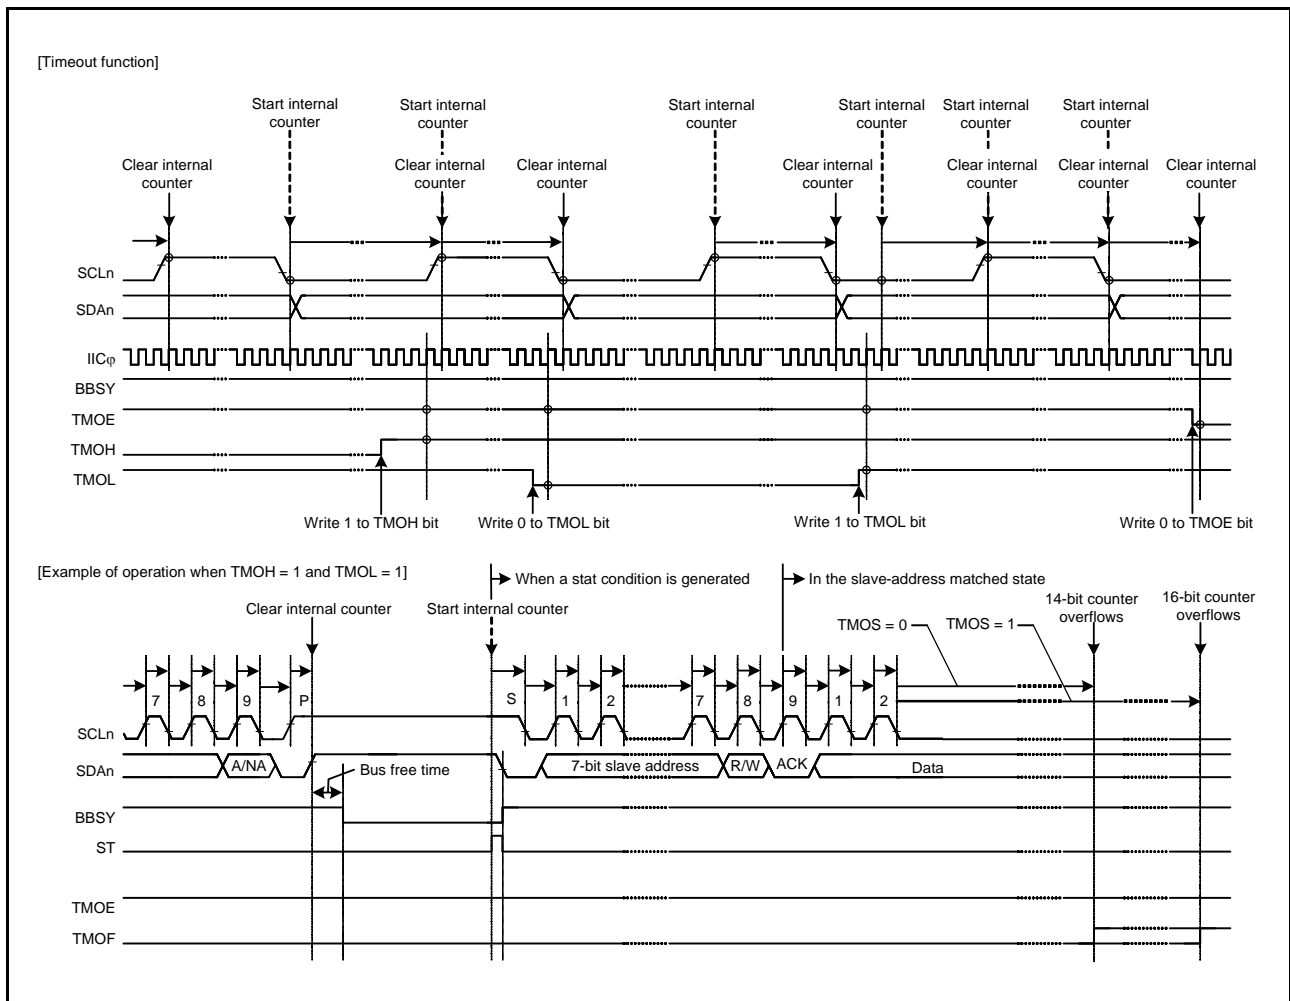 [Timeout function]
Start internal
counter
Start internal
counter
Start internal
counter
Start internal
counter
Start internal
counter
Start internal
counter
Clear internal
counter
Clear internal
counter
Clear internal
counter
Clear internal
counter
Clear internal
counter
Clear internal
counter
Clear internal
counter
SCLn
SDAn
IICφ
BBSY
TMOE
TMOH
TMOL
Write 1 to TMOH bit
Write 0 to TMOL bit
Write 1 to TMOL bit
Write 0 to TMOE bit
[Example of operation when TMOH = 1 and TMOL = 1]
When a stat condition is generated
In the slave-address matched state
Clear internal counter
Start internal counter
14-bit counter
overflows
16-bit counter
overflows
TMOS = 0
TMOS = 1
7 8 9 P S 1 2 7 8 9 1 2
SCLn
SDAn
A/NA
7-bit slave address
R/W
ACK
Data
Bus free time
BBSY
ST
TMOE
TMOF